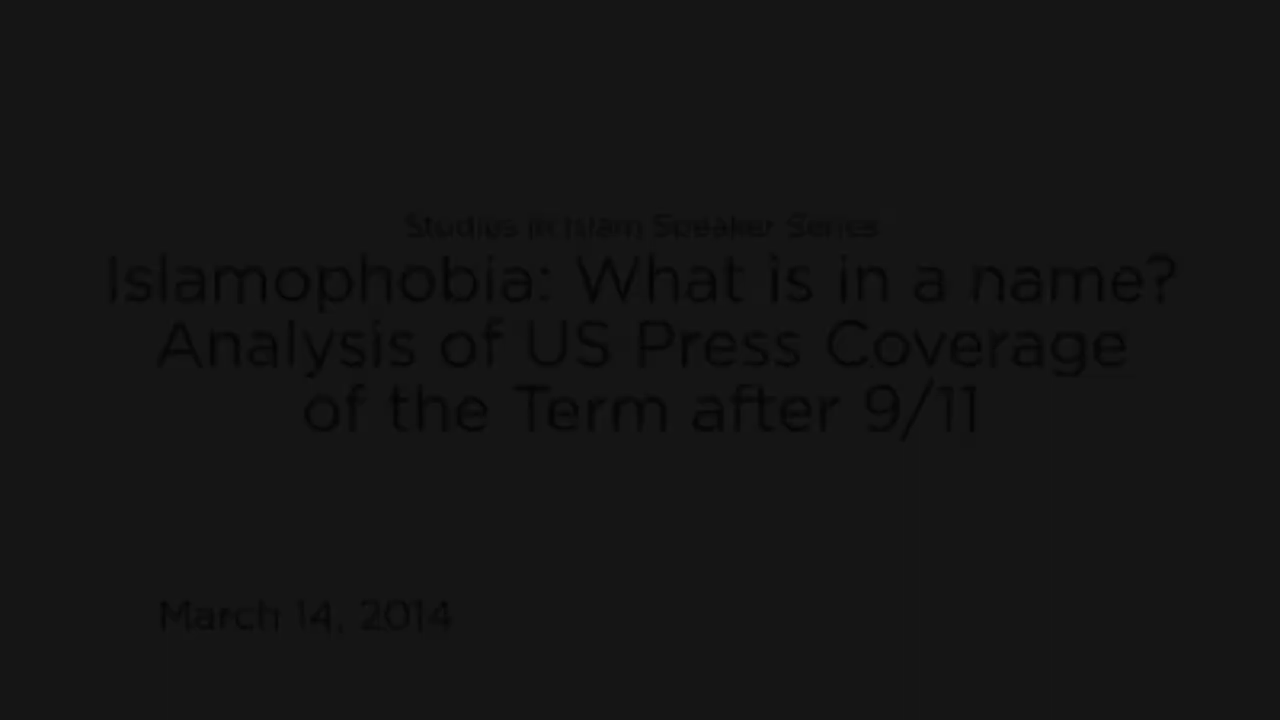 Studies in Islam Speaker Series
Islamophobia: What is in a name?
Analysis of US Press Coverage
of the Term after 9/11
March 14, 2014